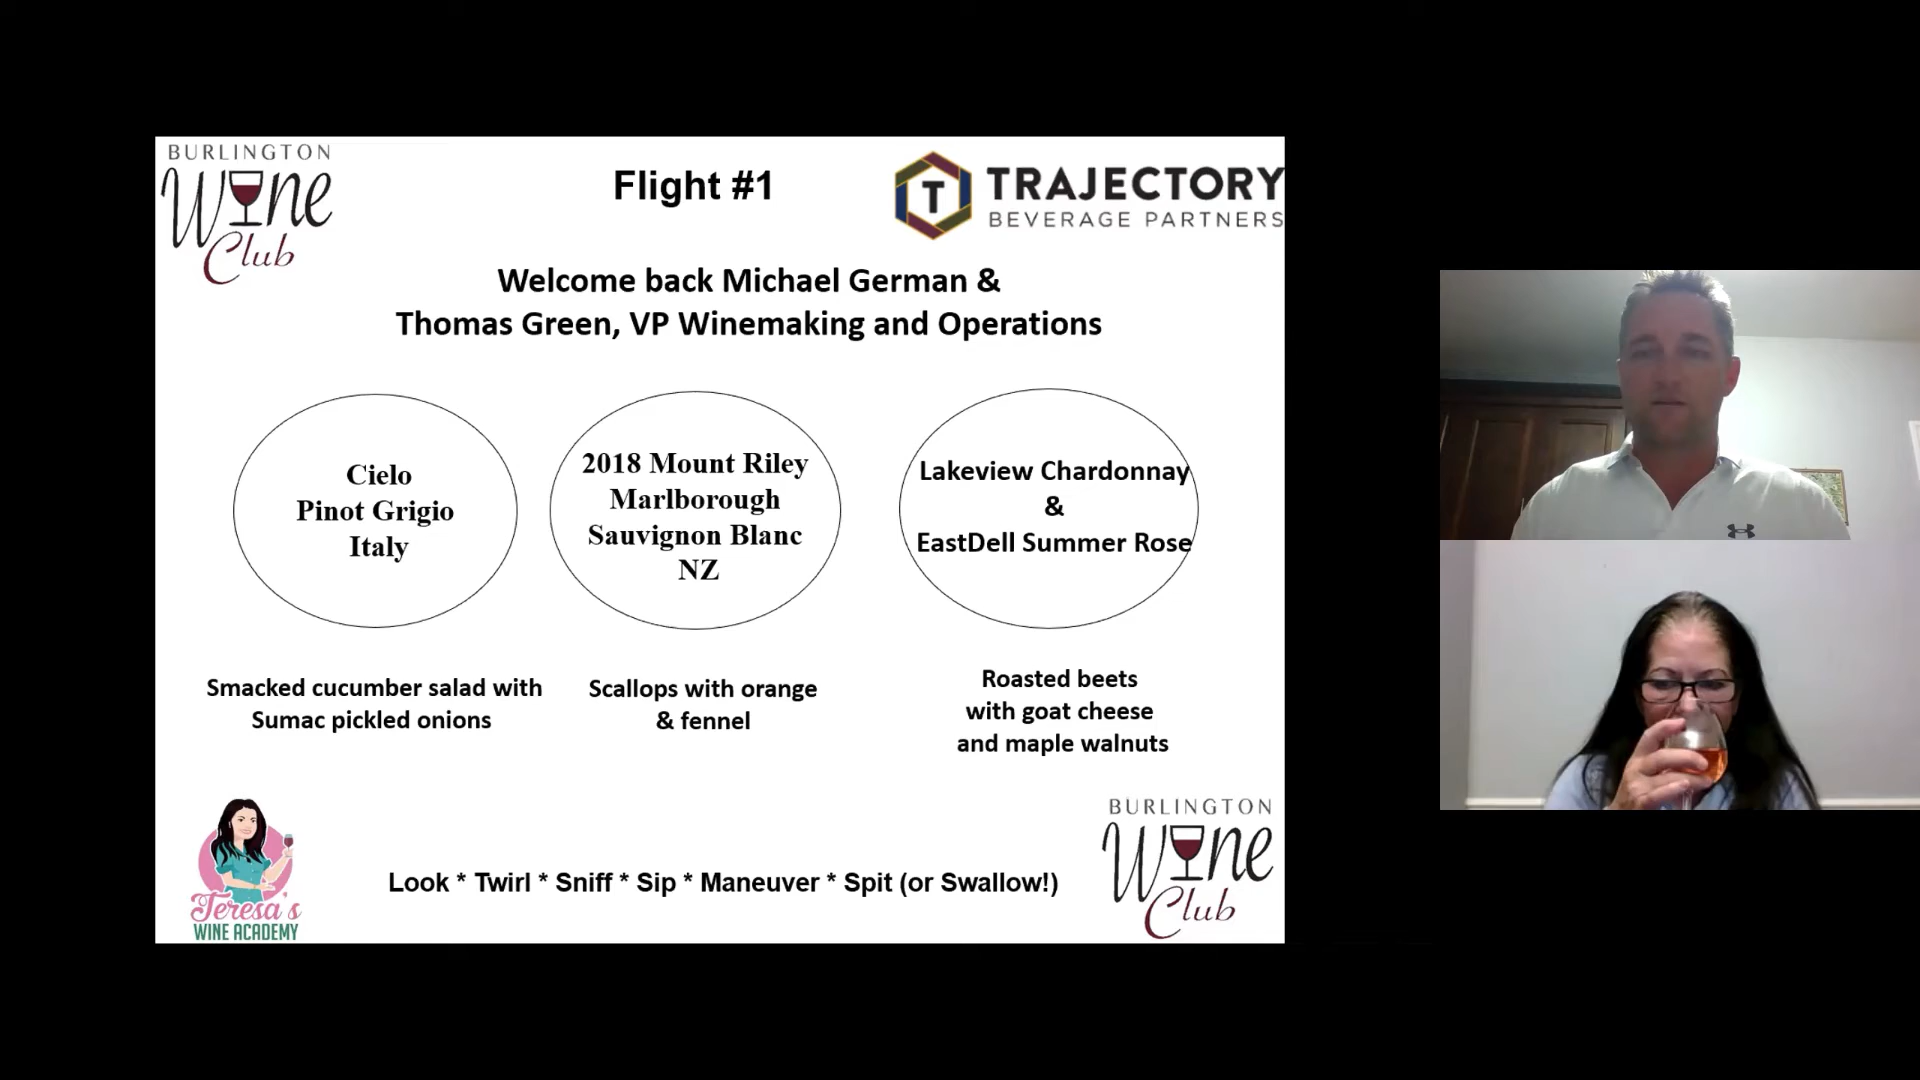 BURLINGTON
Wine
Club
Flight #1
T
TRAJECTORY
BEVERAGE PARTNERS
Welcome back Michael German &
Thomas Green, VP Winemaking and Operations
Cielo
Pinot Grigio
Italy
2018 Mount Riley
Marlborough
Sauvignon Blanc
NZ
Lakeview Chardonnay
&
EastDell Summer Rose
Smacked cucumber salad with
Sumac pickled onions
Scallops with orange
& fennel
Roasted beets
with goat cheese
and maple walnuts
Teresa's
WINE ACADEMY
Look * Twirl * Sniff * Sip * Maneuver * Spit (or Swallow!)
BURLINGTON
Wine
Club